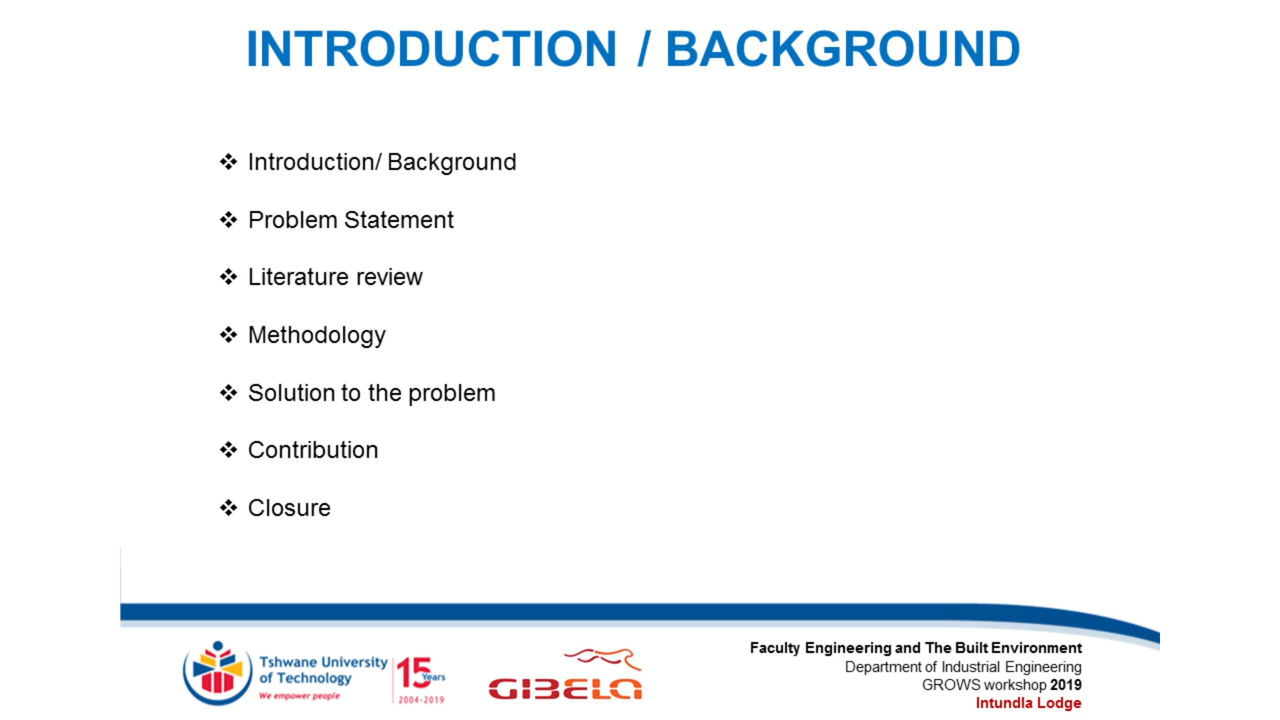 INTRODUCTION / BACKGROUND
❖ Introduction/ Background
❖ Problem Statement
❖ Literature review
❖ Methodology
❖ Solution to the problem
❖ Contribution
❖ Closure
Tshwane University
of Technology
We empower people
15 Years
2004-2019
GIBELA
Faculty Engineering and The Built Environment
Department of Industrial Engineering
GROWS workshop 2019
Intundla Lodge